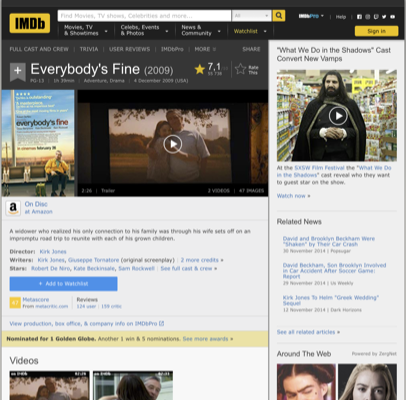 IMDb
Find Movies, TV shows, Celebrities and more...
All
IMDbPro
Help
Movies, TV & Showtimes
Celebs, Events & Photos
News & Community
Watchlist
Sign in
FULL CAST AND CREW | TRIVIA | USER REVIEWS | IMDbPro | MORE
SHARE
Everybody's Fine (2009)
7,1
Rate This
PG-13 | 1h 39min | Adventure, Drama | 4 December 2009 (USA)
everybody's fine
2:26 | Trailer
2 VIDEOS | 47 IMAGES
On Disc
at Amazon
A widower who realized his only connection to his family was through his wife sets off on an
impromptu road trip to reunite with each of his grown children.
Director: Kirk Jones
Writers: Kirk Jones, Giuseppe Tornatore (original screenplay) | 2 more credits »
Stars: Robert De Niro, Kate Beckinsale, Sam Rockwell | See full cast & crew »
+ Add to Watchlist
47
Metascore
From metacritic.com
Reviews
124 user | 159 critic
View production, box office, & company info on IMDbPro
Nominated for 1 Golden Globe. Another 1 win & 5 nominations. See more awards »
Videos
"What We Do in the Shadows" Cast
Convert New Vamps
At the SXSW Film Festival the "What We Do
in the Shadows" cast reveal who they want
to guest star on the show.
Watch now »
Related News
David and Brooklyn Beckham Were
"Shaken" by Their Car Crash
30 November 2014 | Popsugar
David Beckham, Son Brooklyn Involved
in Car Accident After Soccer Game:
Report
29 November 2014 | Us Weekly
Kirk Jones To Helm "Greek Wedding"
Sequel
12 November 2014 | Dark Horizons
See all related articles »
Around The Web
Powered by ZergNet